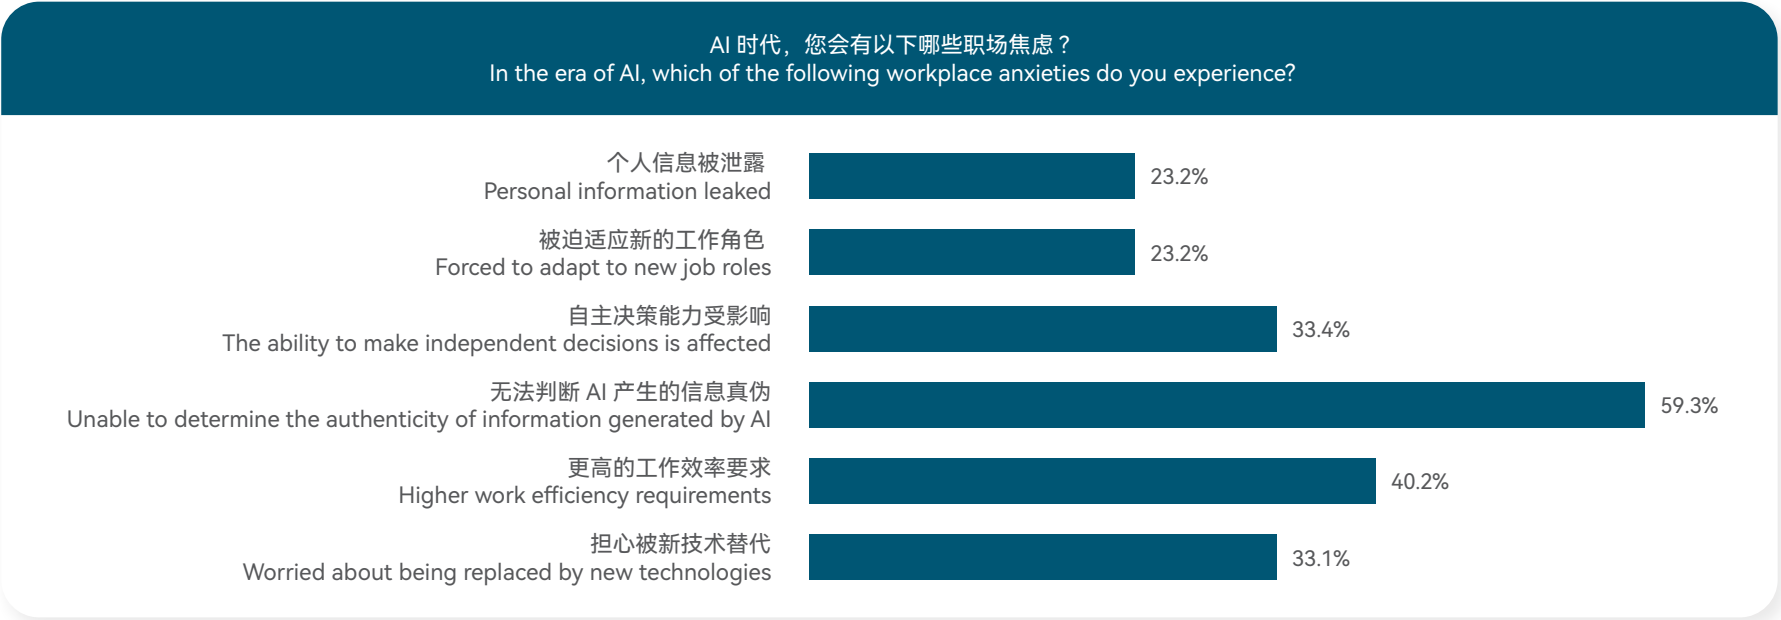 AI 时代，您会有以下哪些职场焦虑？
In the era of AI, which of the following workplace anxieties do you experience?
个人信息被泄露
Personal information leaked
23.2%
被迫适应新的工作角色
Forced to adapt to new job roles
23.2%
自主决策能力受影响
The ability to make independent decisions is affected
33.4%
无法判断 AI 产生的信息真伪
Unable to determine the authenticity of information generated by AI
59.3%
更高的工作效率要求
Higher work efficiency requirements
40.2%
担心被新技术替代
Worried about being replaced by new technologies
33.1%